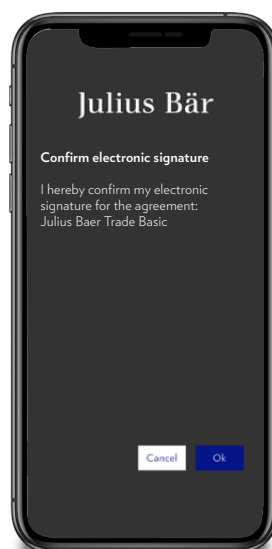 Julius Bär
Confirm electronic signature
I hereby confirm my electronic
signature for the agreement:
Julius Baer Trade Basic
Cancel
Ok